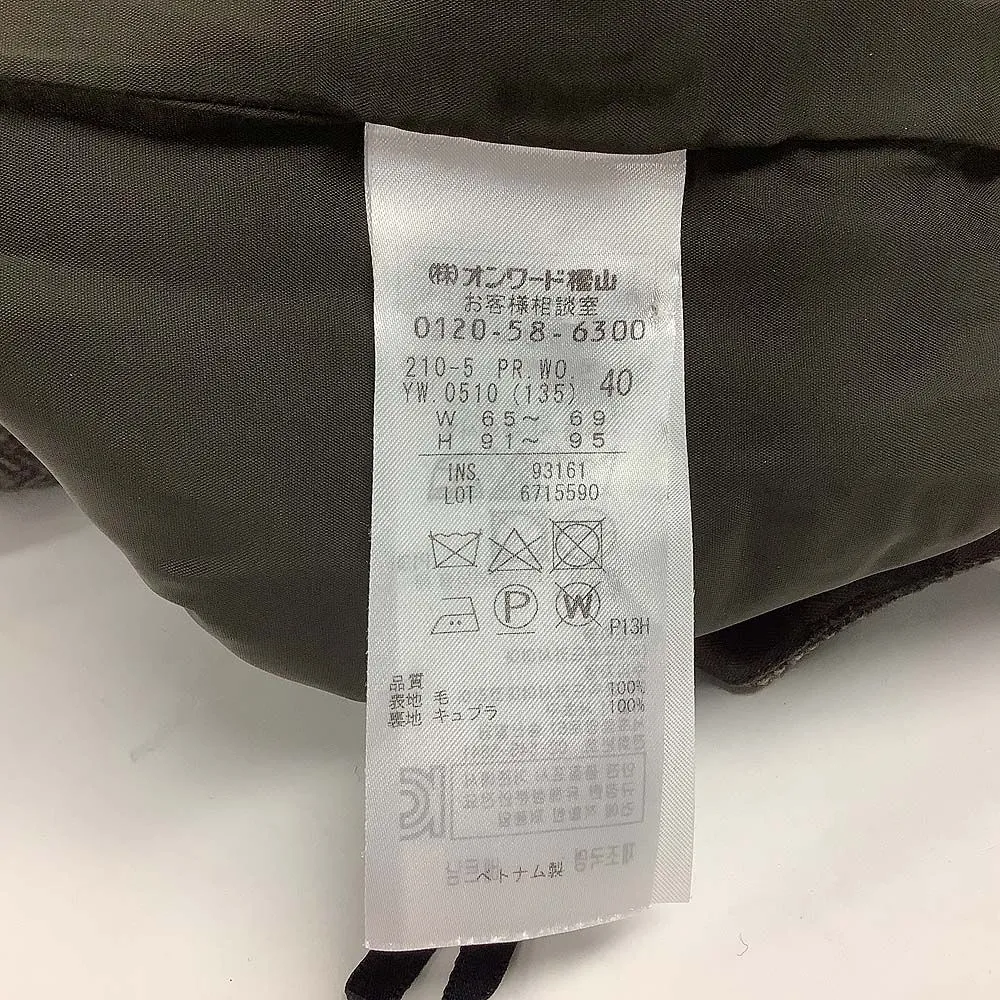 (株)オンワード樫山
お客様相談室
0120-58-6300
210-5 PR.WO. 40
YW.0510 (135)
W 65～ 69
H 91～ 95
INS. 93161
LOT 6715590
P
W
P13H
品質
表地 毛 100%
裏地 キュプラ 100%
ベトナム製